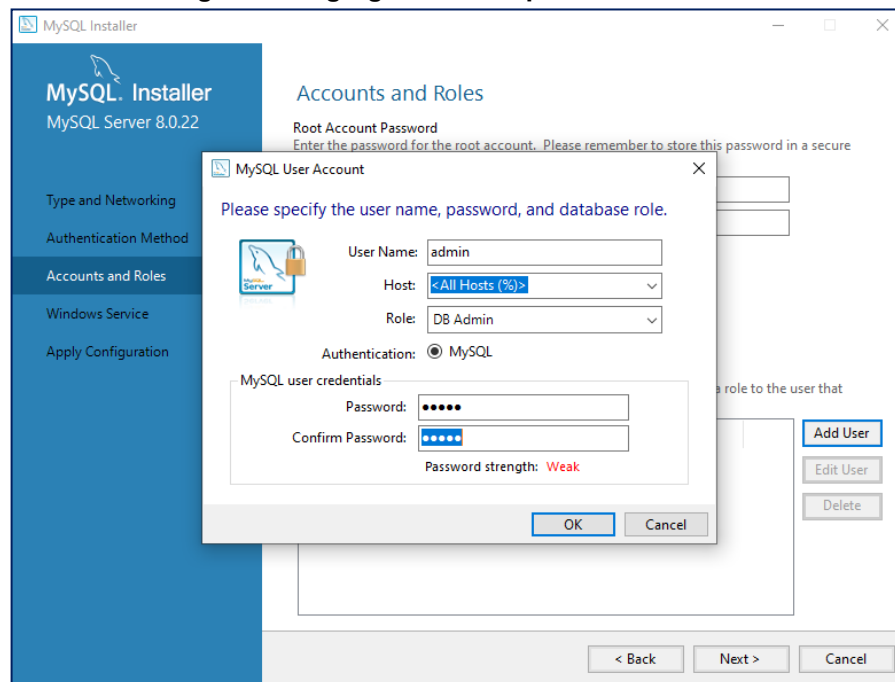 MySQL Installer
MySQL. Installer
MySQL Server 8.0.22
Type and Networking
Authentication Method
Accounts and Roles
Windows Service
Apply Configuration
Accounts and Roles
Root Account Password
Enter the password for the root account. Please remember to store this password in a secure
MySQL User Account
Please specify the user name, password, and database role.
MySQL
Server
User Name: admin
Host: <All Hosts (%)>
Role: DB Admin
Authentication: MySQL
MySQL user credentials
Password: •••••
Confirm Password: •••••
Password strength: Weak
OK Cancel
a role to the user that
Add User
Edit User
Delete
< Back Next > Cancel